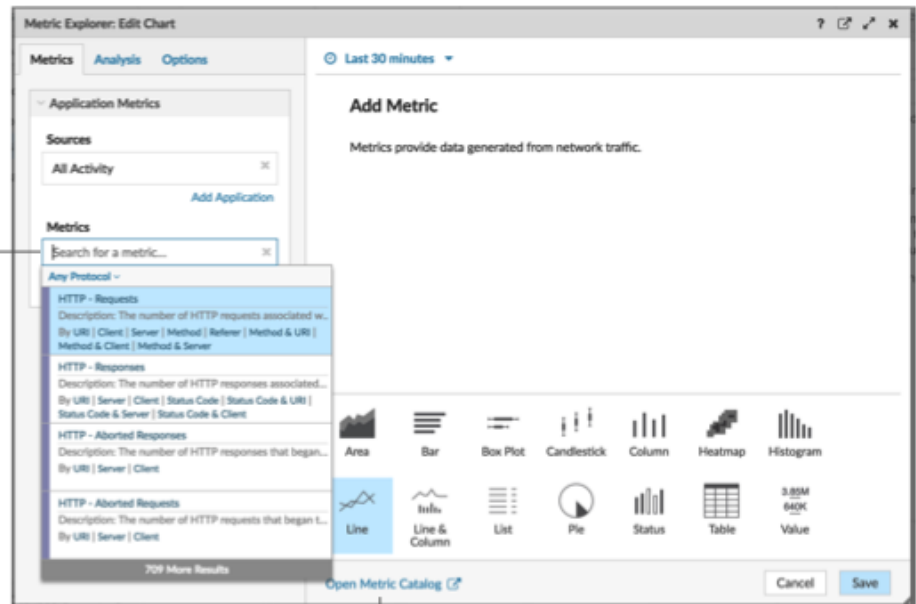 Metric Explorer: Edit Chart
?
Metrics
Analysis
Options
Last 30 minutes
Application Metrics
Sources
All Activity
Add Application
Metrics
Search for a metric...
Any Protocol
HTTP - Requests
Description: The number of HTTP requests associated w..
By URI | Client | Server | Method | Referer | Method & URI |
Method & Client | Method & Server
HTTP - Responses
Description: The number of HTTP responses associated...
By URI | Server | Client | Status Code | Status Code & URI |
Status Code & Server | Status Code & Client
HTTP - Aborted Responses
Description: The number of HTTP responses that began...
By URI | Server | Client
HTTP - Aborted Requests
Description: The number of HTTP requests that began t...
By URI | Server | Client
709 More Results
Add Metric
Metrics provide data generated from network traffic.
Area
Bar
Box Plot
Candlestick
Column
Heatmap
Histogram
Line
Line &
Column
List
Pie
Status
Table
3.85M
640K
Value
Open Metric Catalog
Cancel
Save